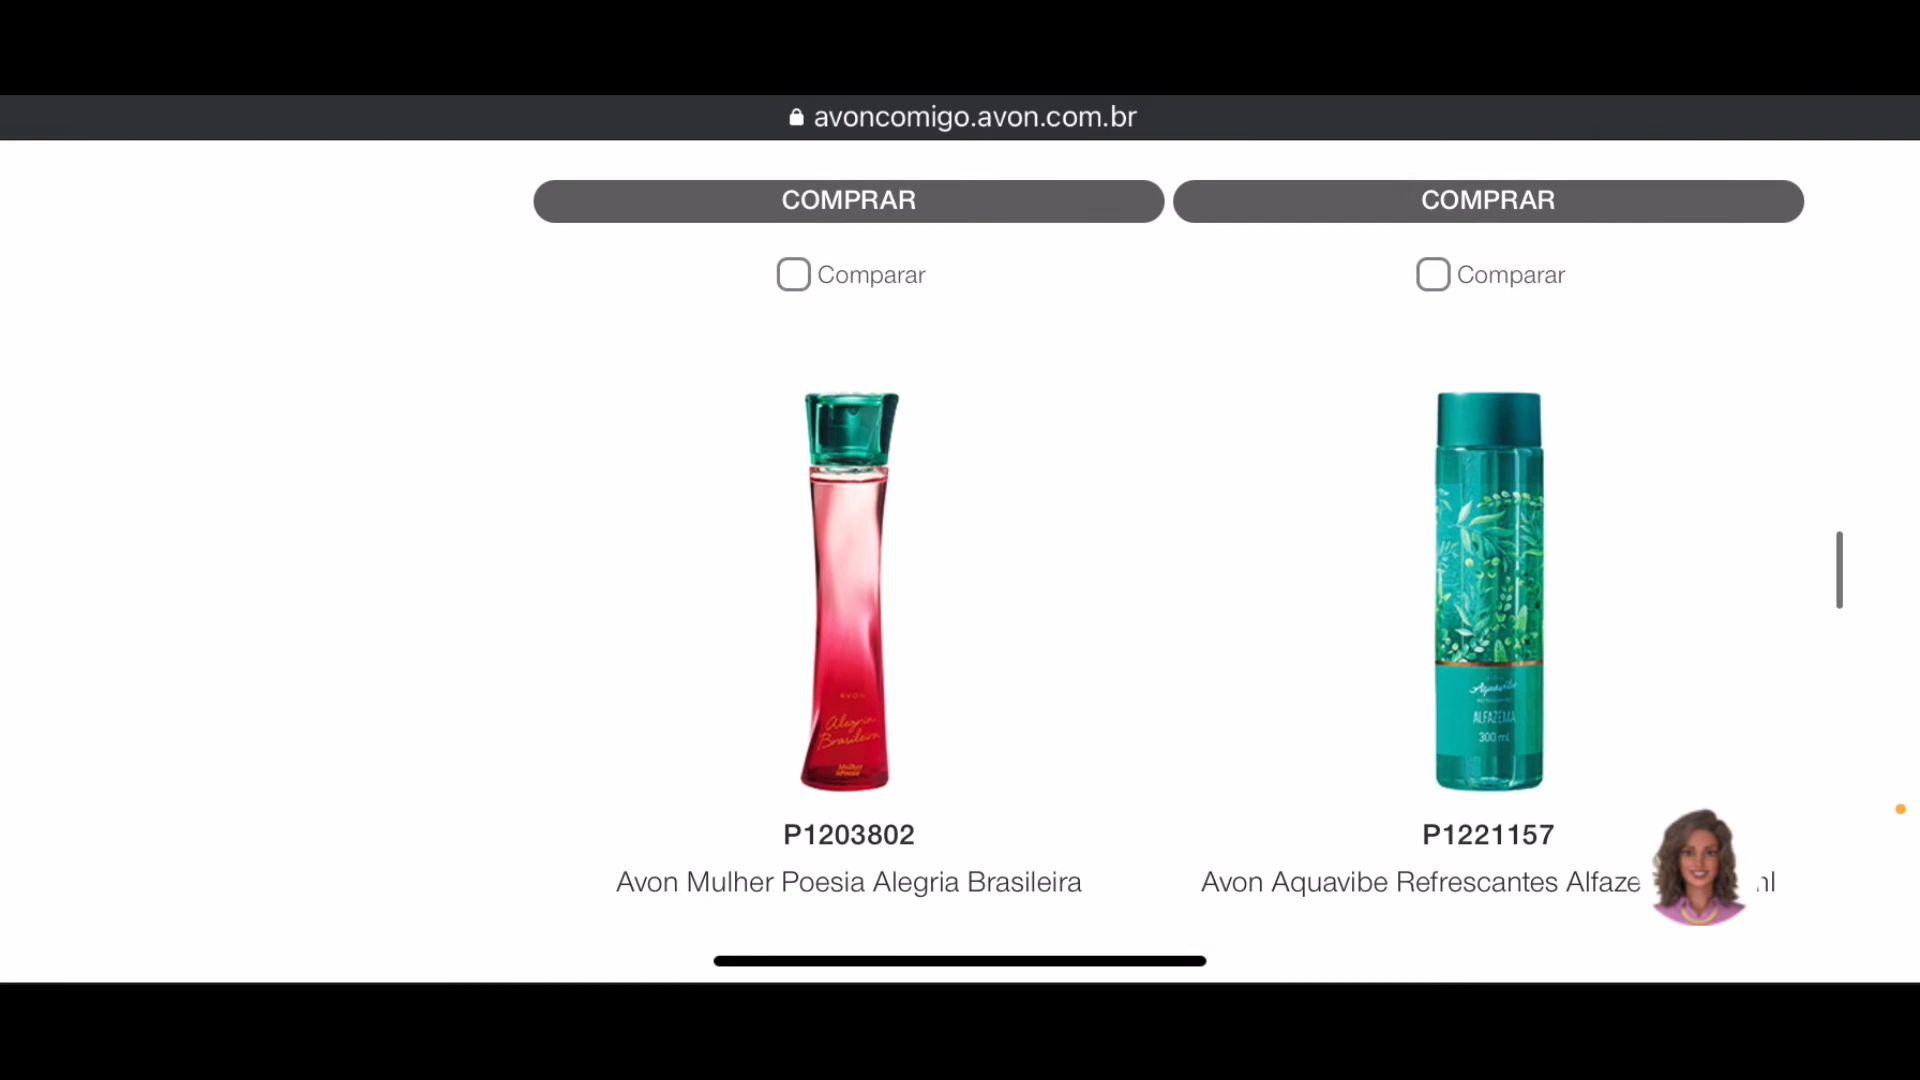 avoncomigo.avon.com.br
COMPRAR COMPRAR
Comparar Comparar
AVON
Alegria
Brasileira
Aquavibe
ALFAZEMA
300 ml
P1203802 P1221157
Avon Mulher Poesia Alegria Brasileira Avon Aquavibe Refrescantes Alfaze